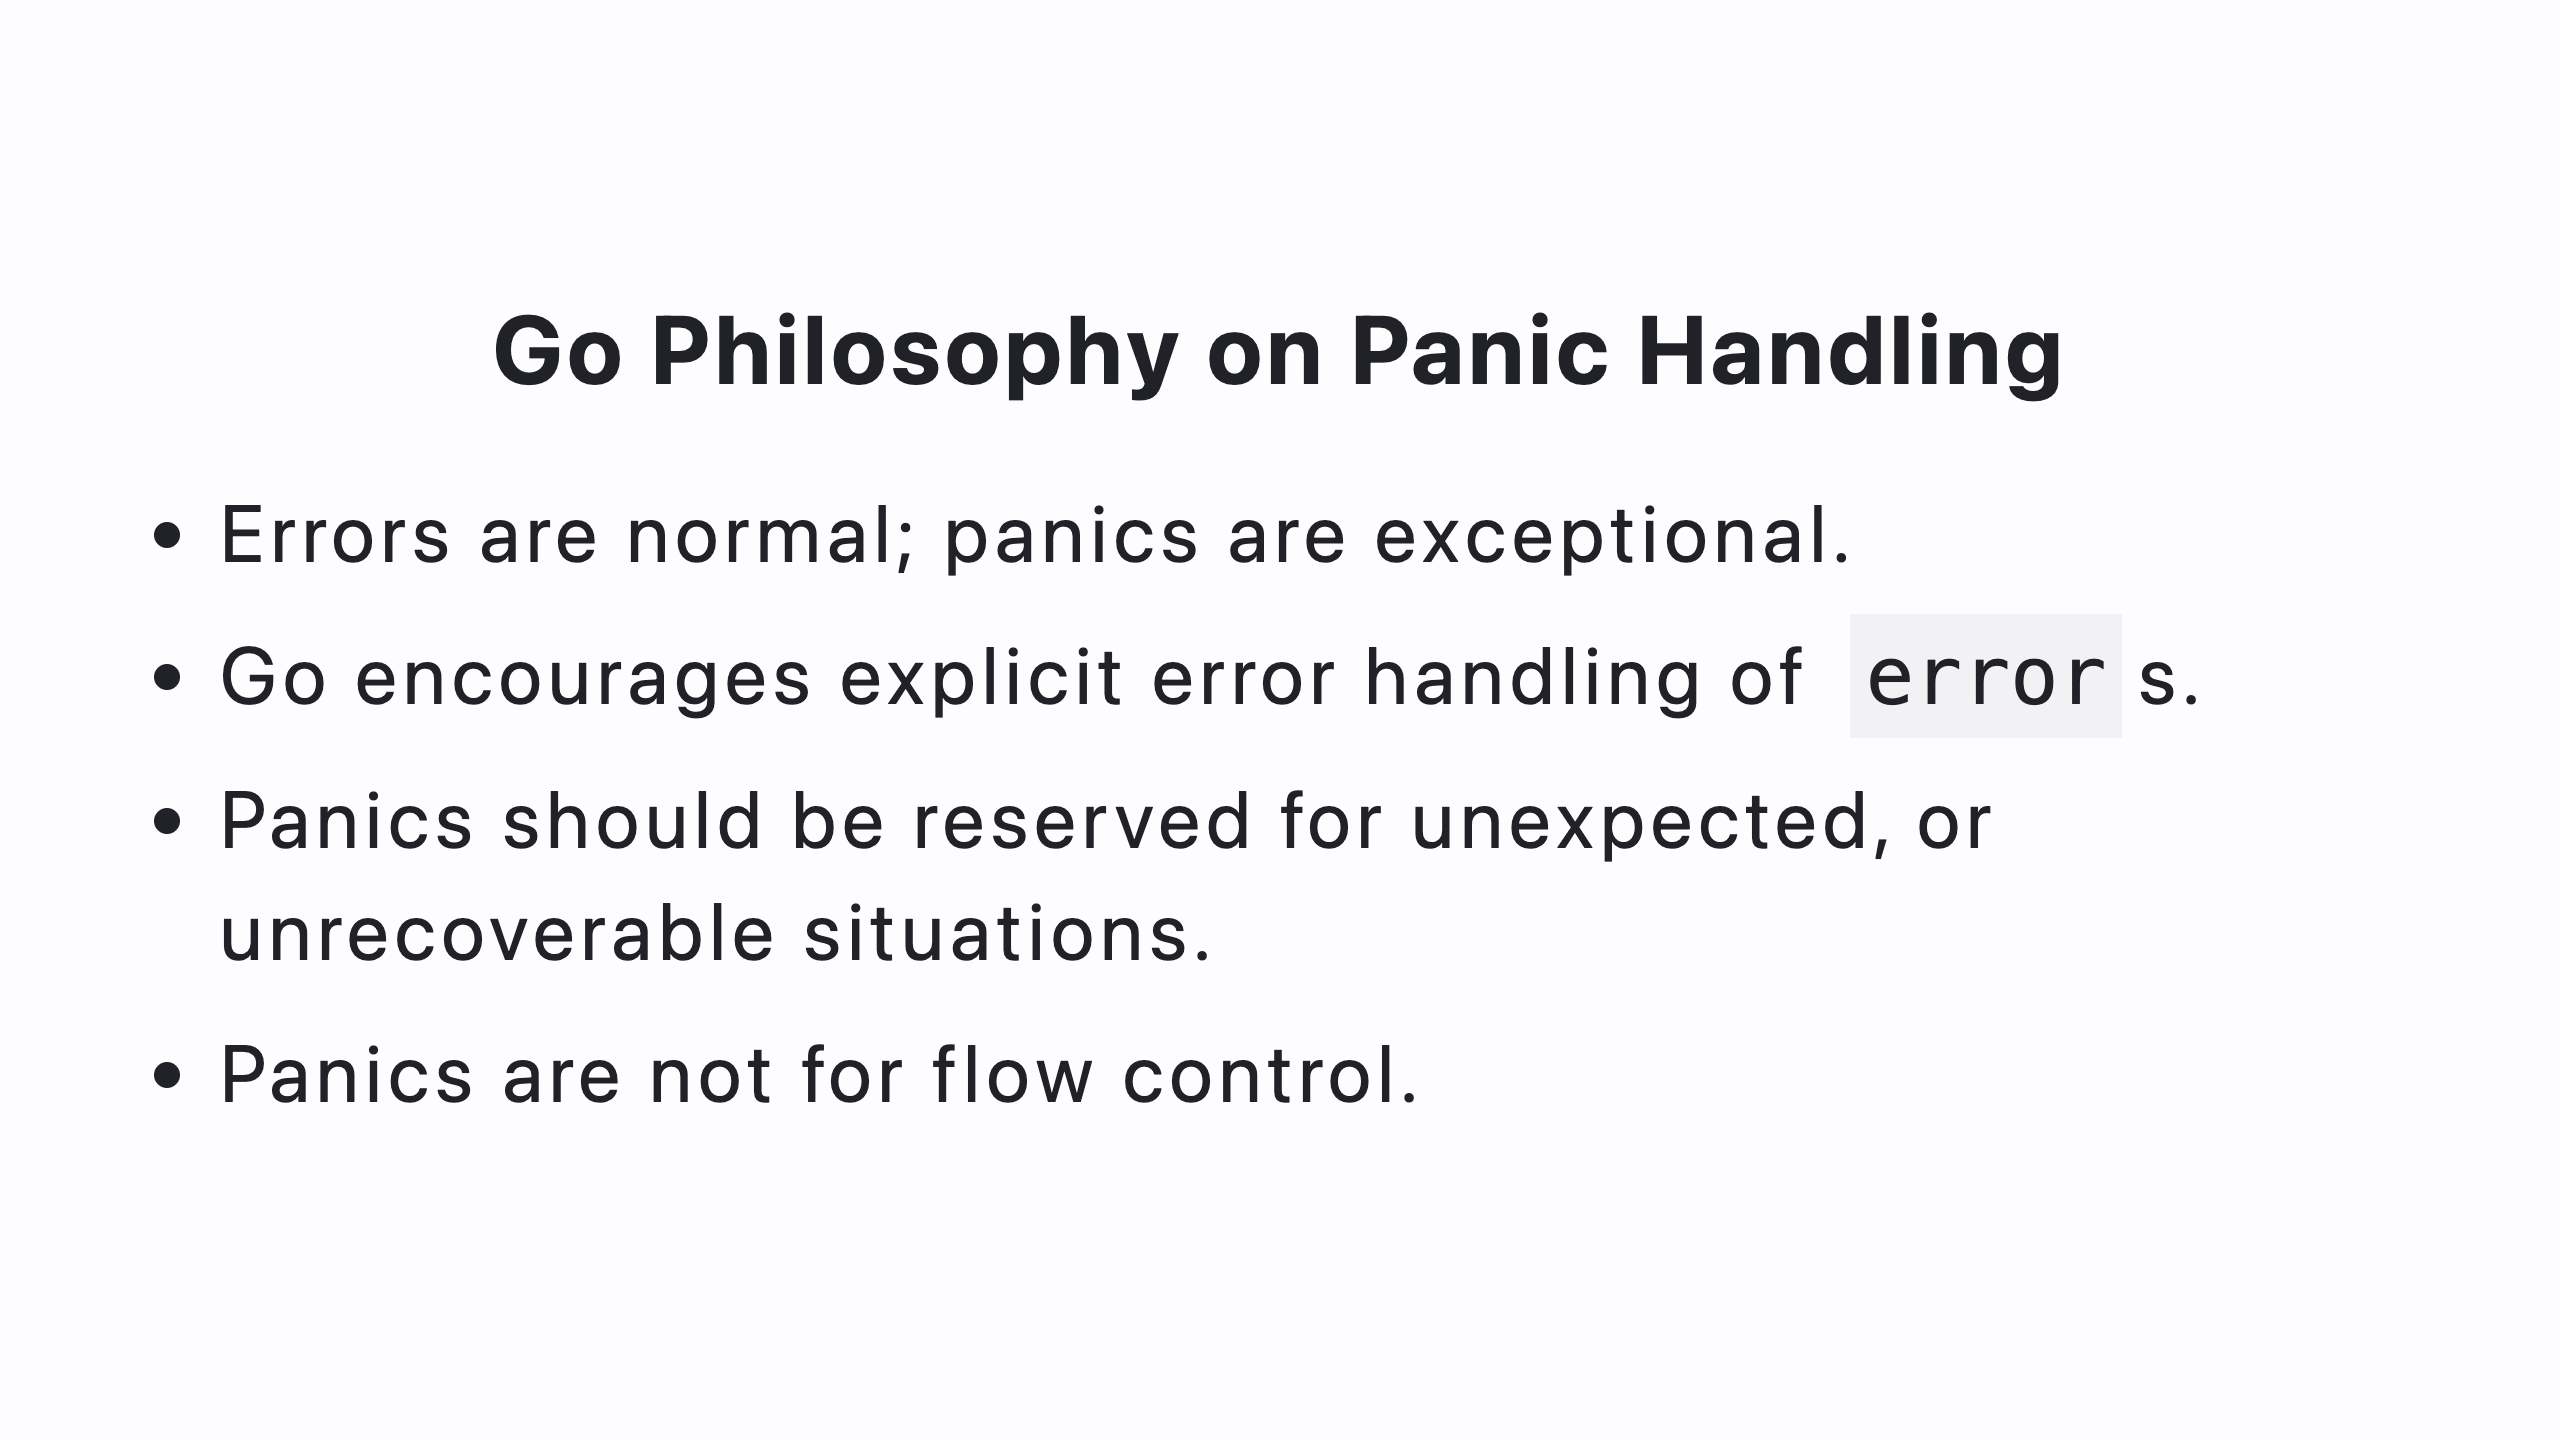 Go Philosophy on Panic Handling
• Errors are normal; panics are exceptional.
• Go encourages explicit error handling of error s.
• Panics should be reserved for unexpected, or
unrecoverable situations.
• Panics are not for flow control.